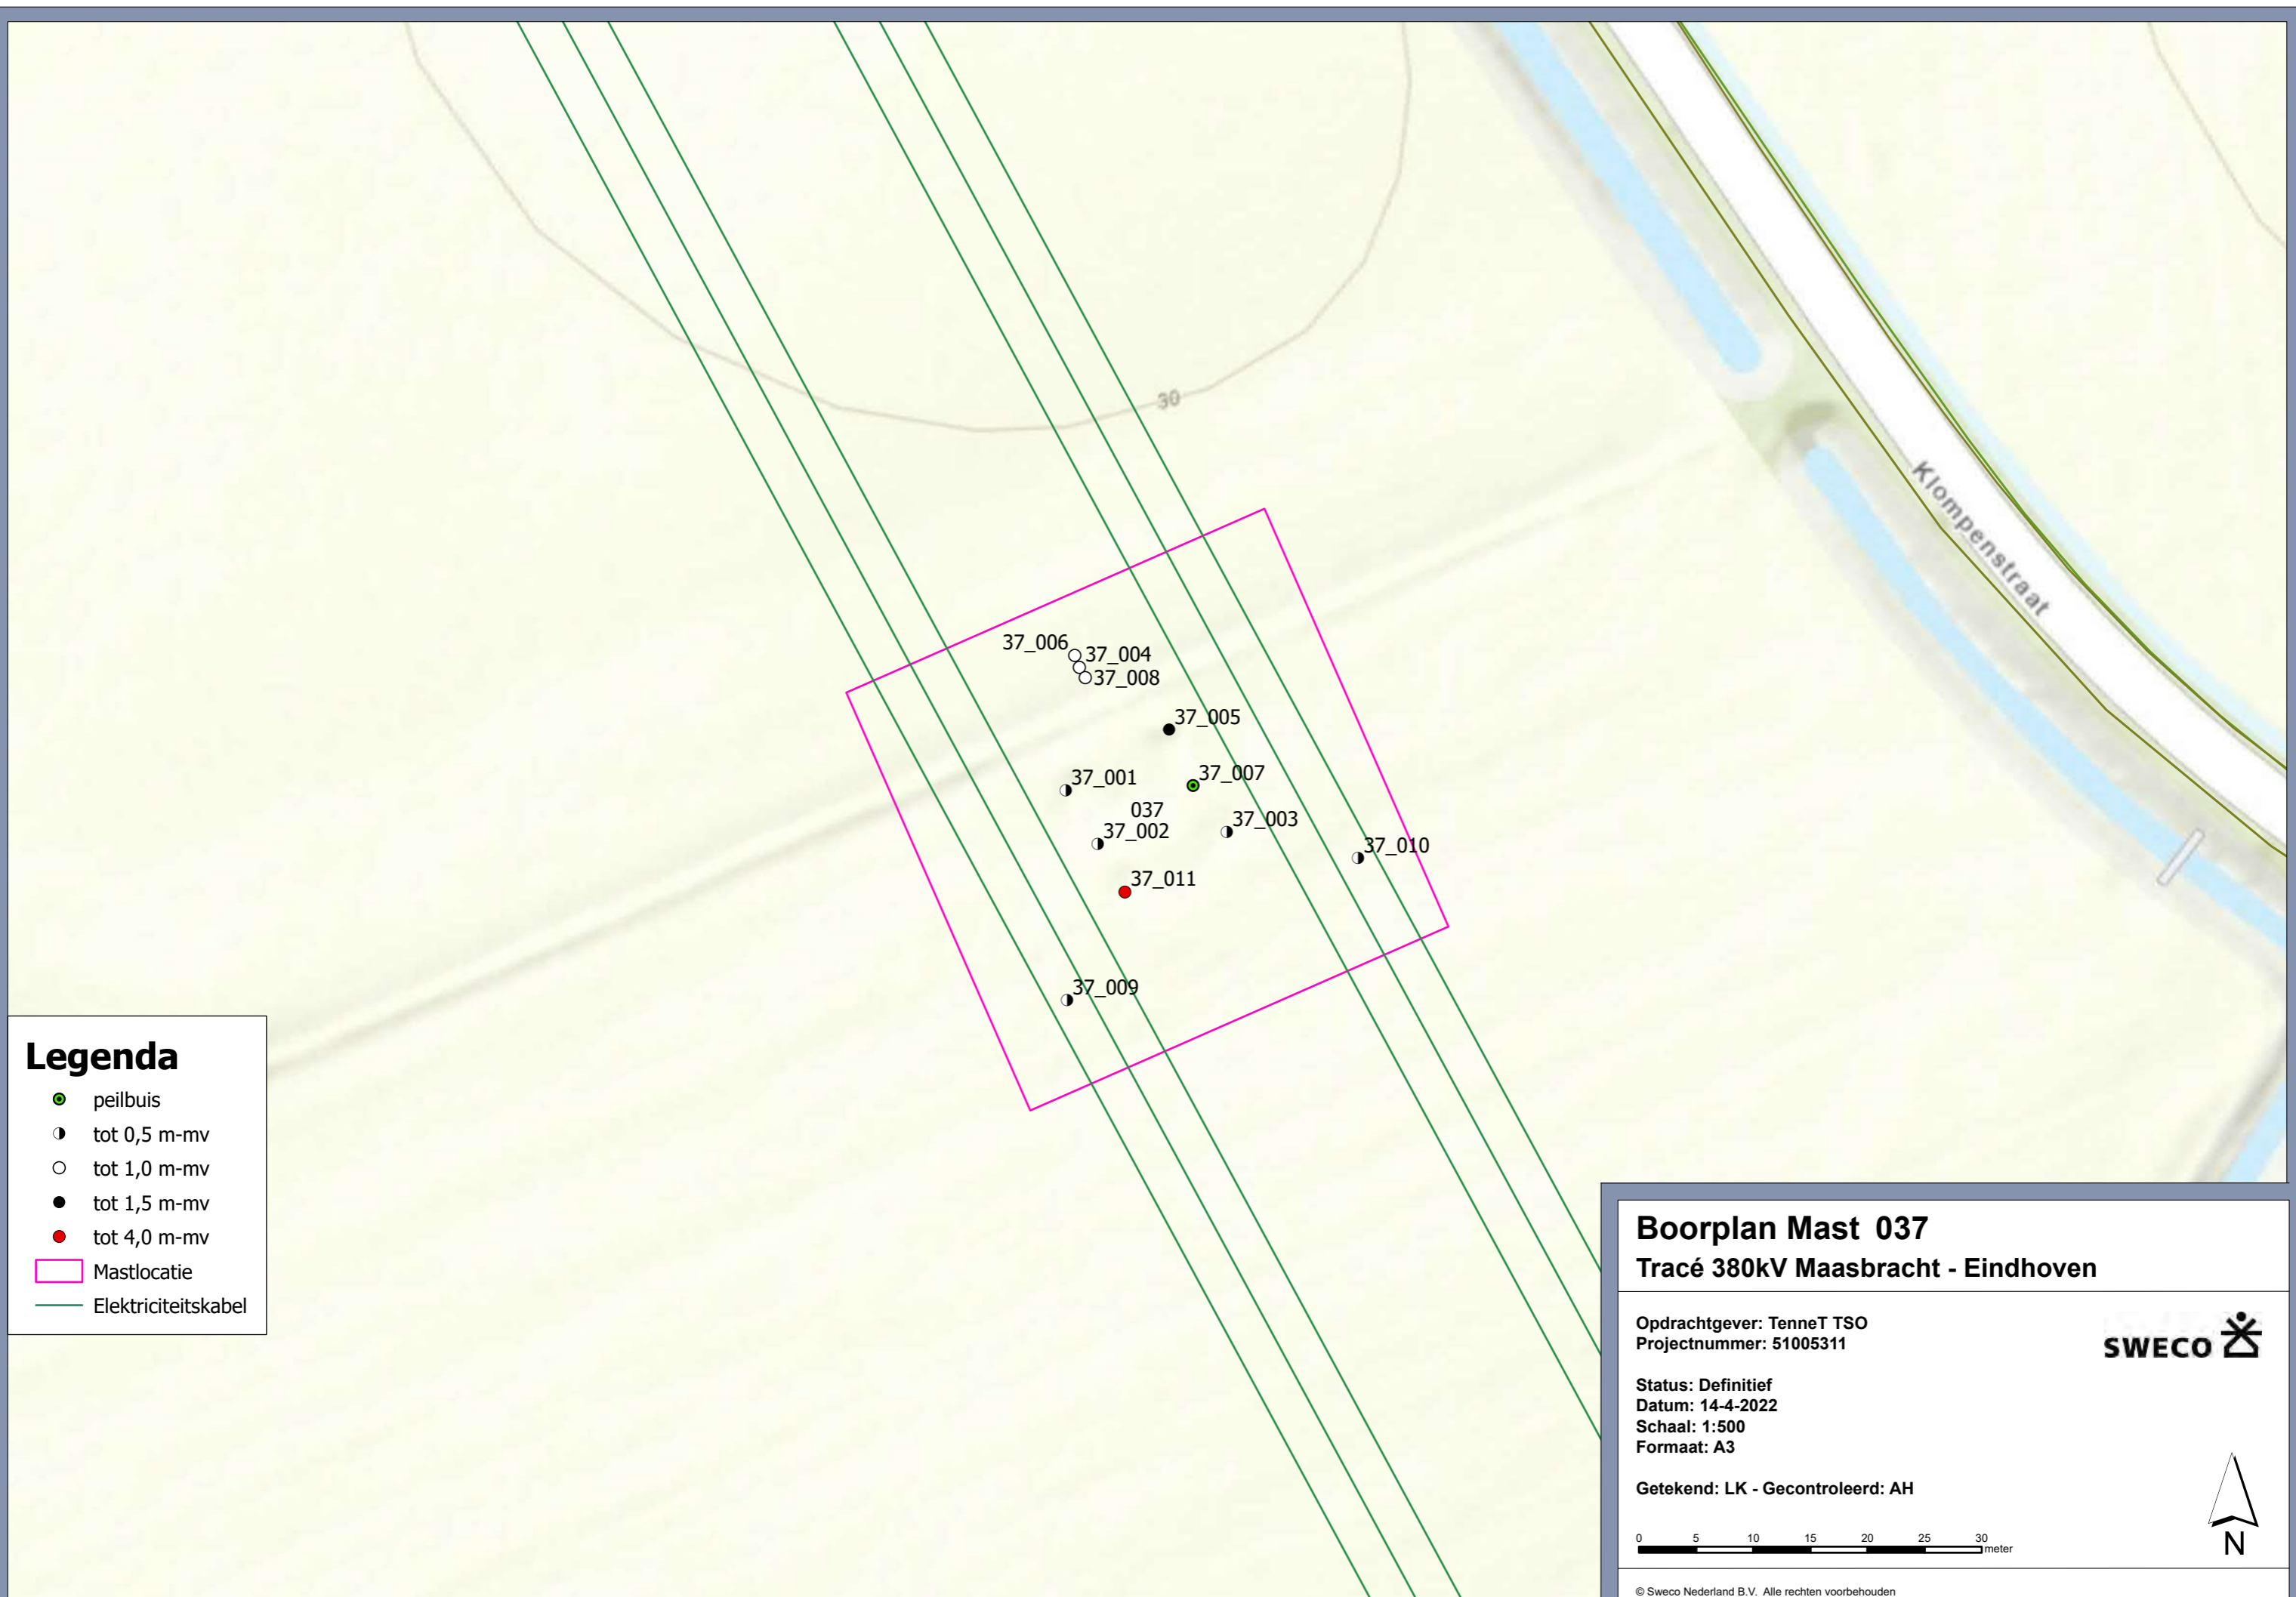 30
Klompenstraat
37_006
37_004
37_008
37_005
37_001
37_007
037
37_002
37_003
37_010
37_011
37_009
Legenda
peilbuis
tot 0,5 m-mv
tot 1,0 m-mv
tot 1,5 m-mv
tot 4,0 m-mv
Mastlocatie
Elektriciteitskabel
Boorplan Mast 037
Tracé 380kV Maasbracht - Eindhoven
Opdrachtgever: TenneT TSO
Projectnummer: 51005311
SWECO
Status: Definitief
Datum: 14-4-2022
Schaal: 1:500
Formaat: A3
Getekend: LK - Gecontroleerd: AH
0 5 10 15 20 25 30
meter
N
© Sweco Nederland B.V. Alle rechten voorbehouden